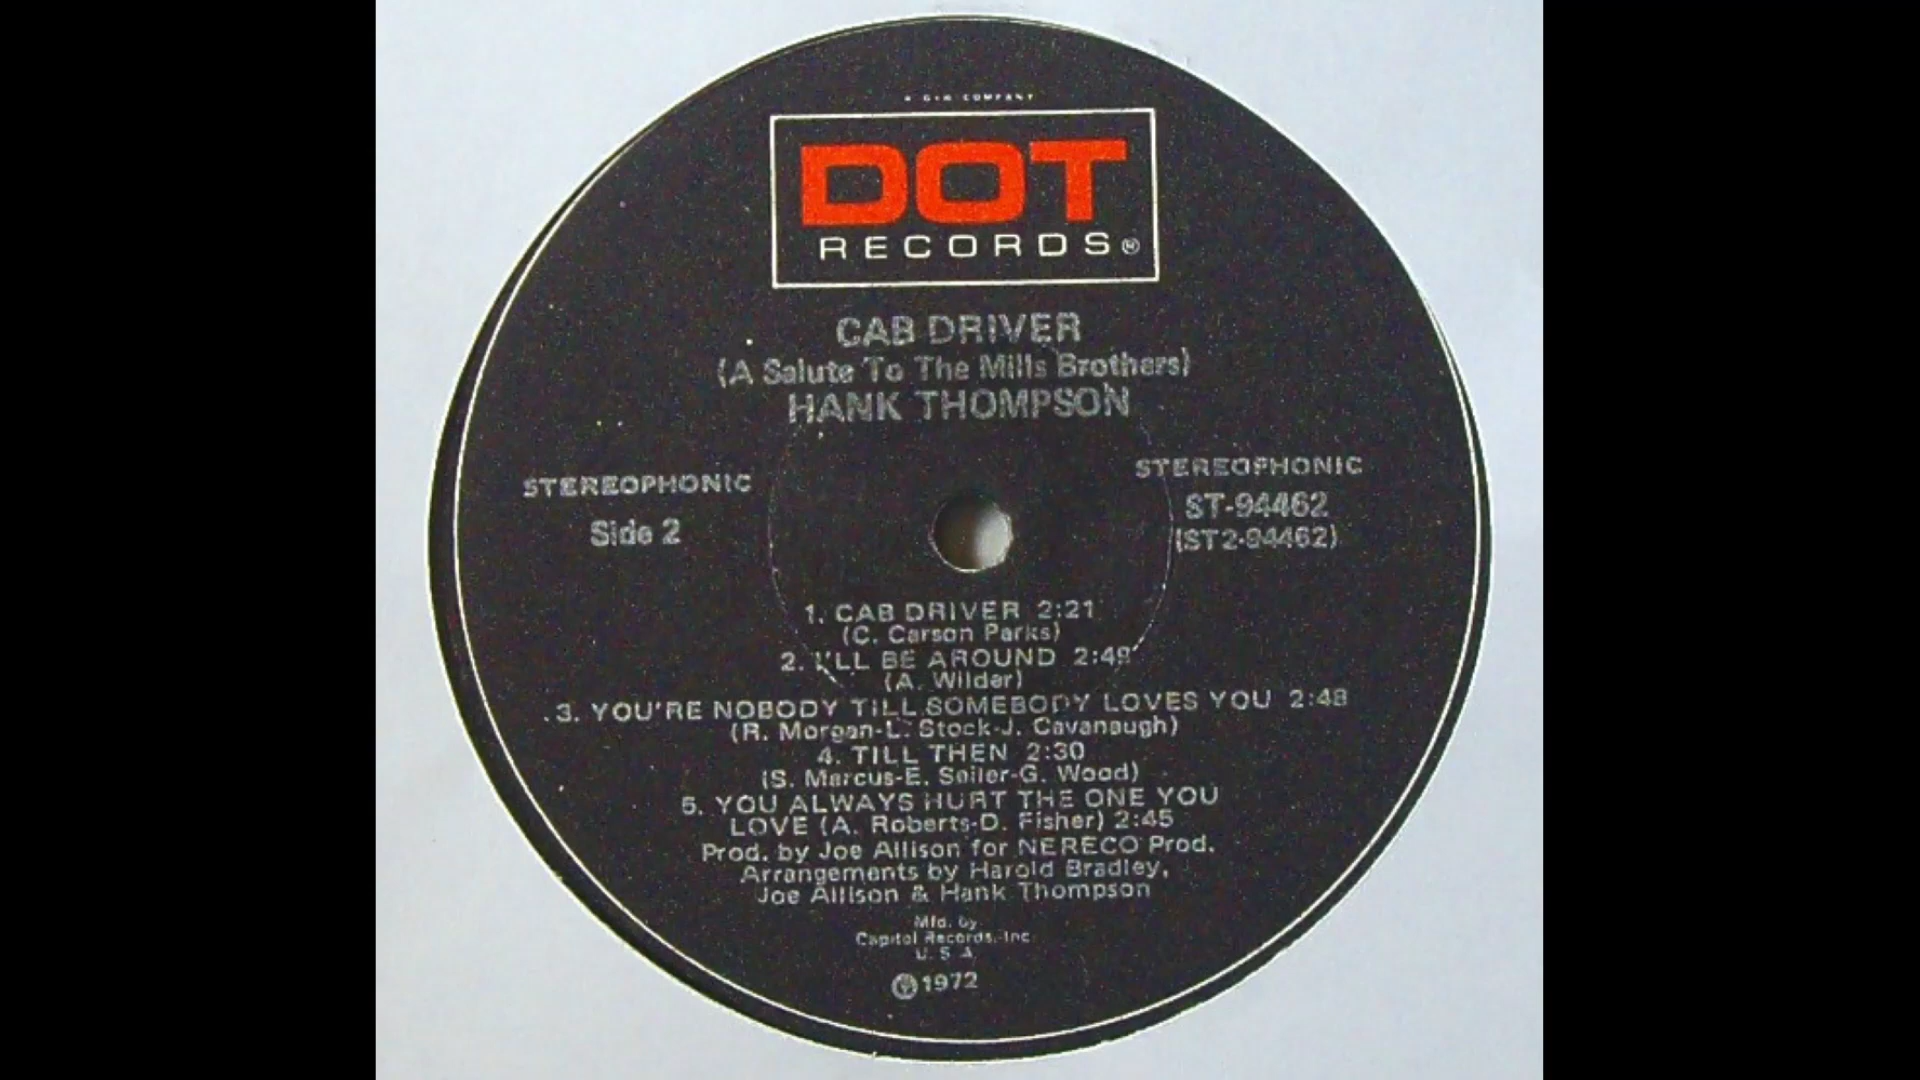 A G+W COMPANY
DOT
RECORDS®
CAB DRIVER
(A Salute To The Mills Brothers)
HANK THOMPSON
STEREOPHONIC
Side 2
STEREOPHONIC
ST-94462
(ST2-94462)
1. CAB DRIVER 2:21
(C. Carson Parks)
2. I'LL BE AROUND 2:49
(A. Wilder)
3. YOU'RE NOBODY TILL SOMEBODY LOVES YOU 2:48
(R. Morgan-L. Stock-J. Cavanaugh)
4. TILL THEN 2:30
(S. Marcus-E. Seiler-G. Wood)
5. YOU ALWAYS HURT THE ONE YOU
LOVE (A. Roberts-D. Fisher) 2:45
Prod. by Joe Allison for NERECO Prod.
Arrangements by Harold Bradley,
Joe Allison & Hank Thompson
Mfd. by
Capitol Records, Inc.
U. S. A.
℗1972